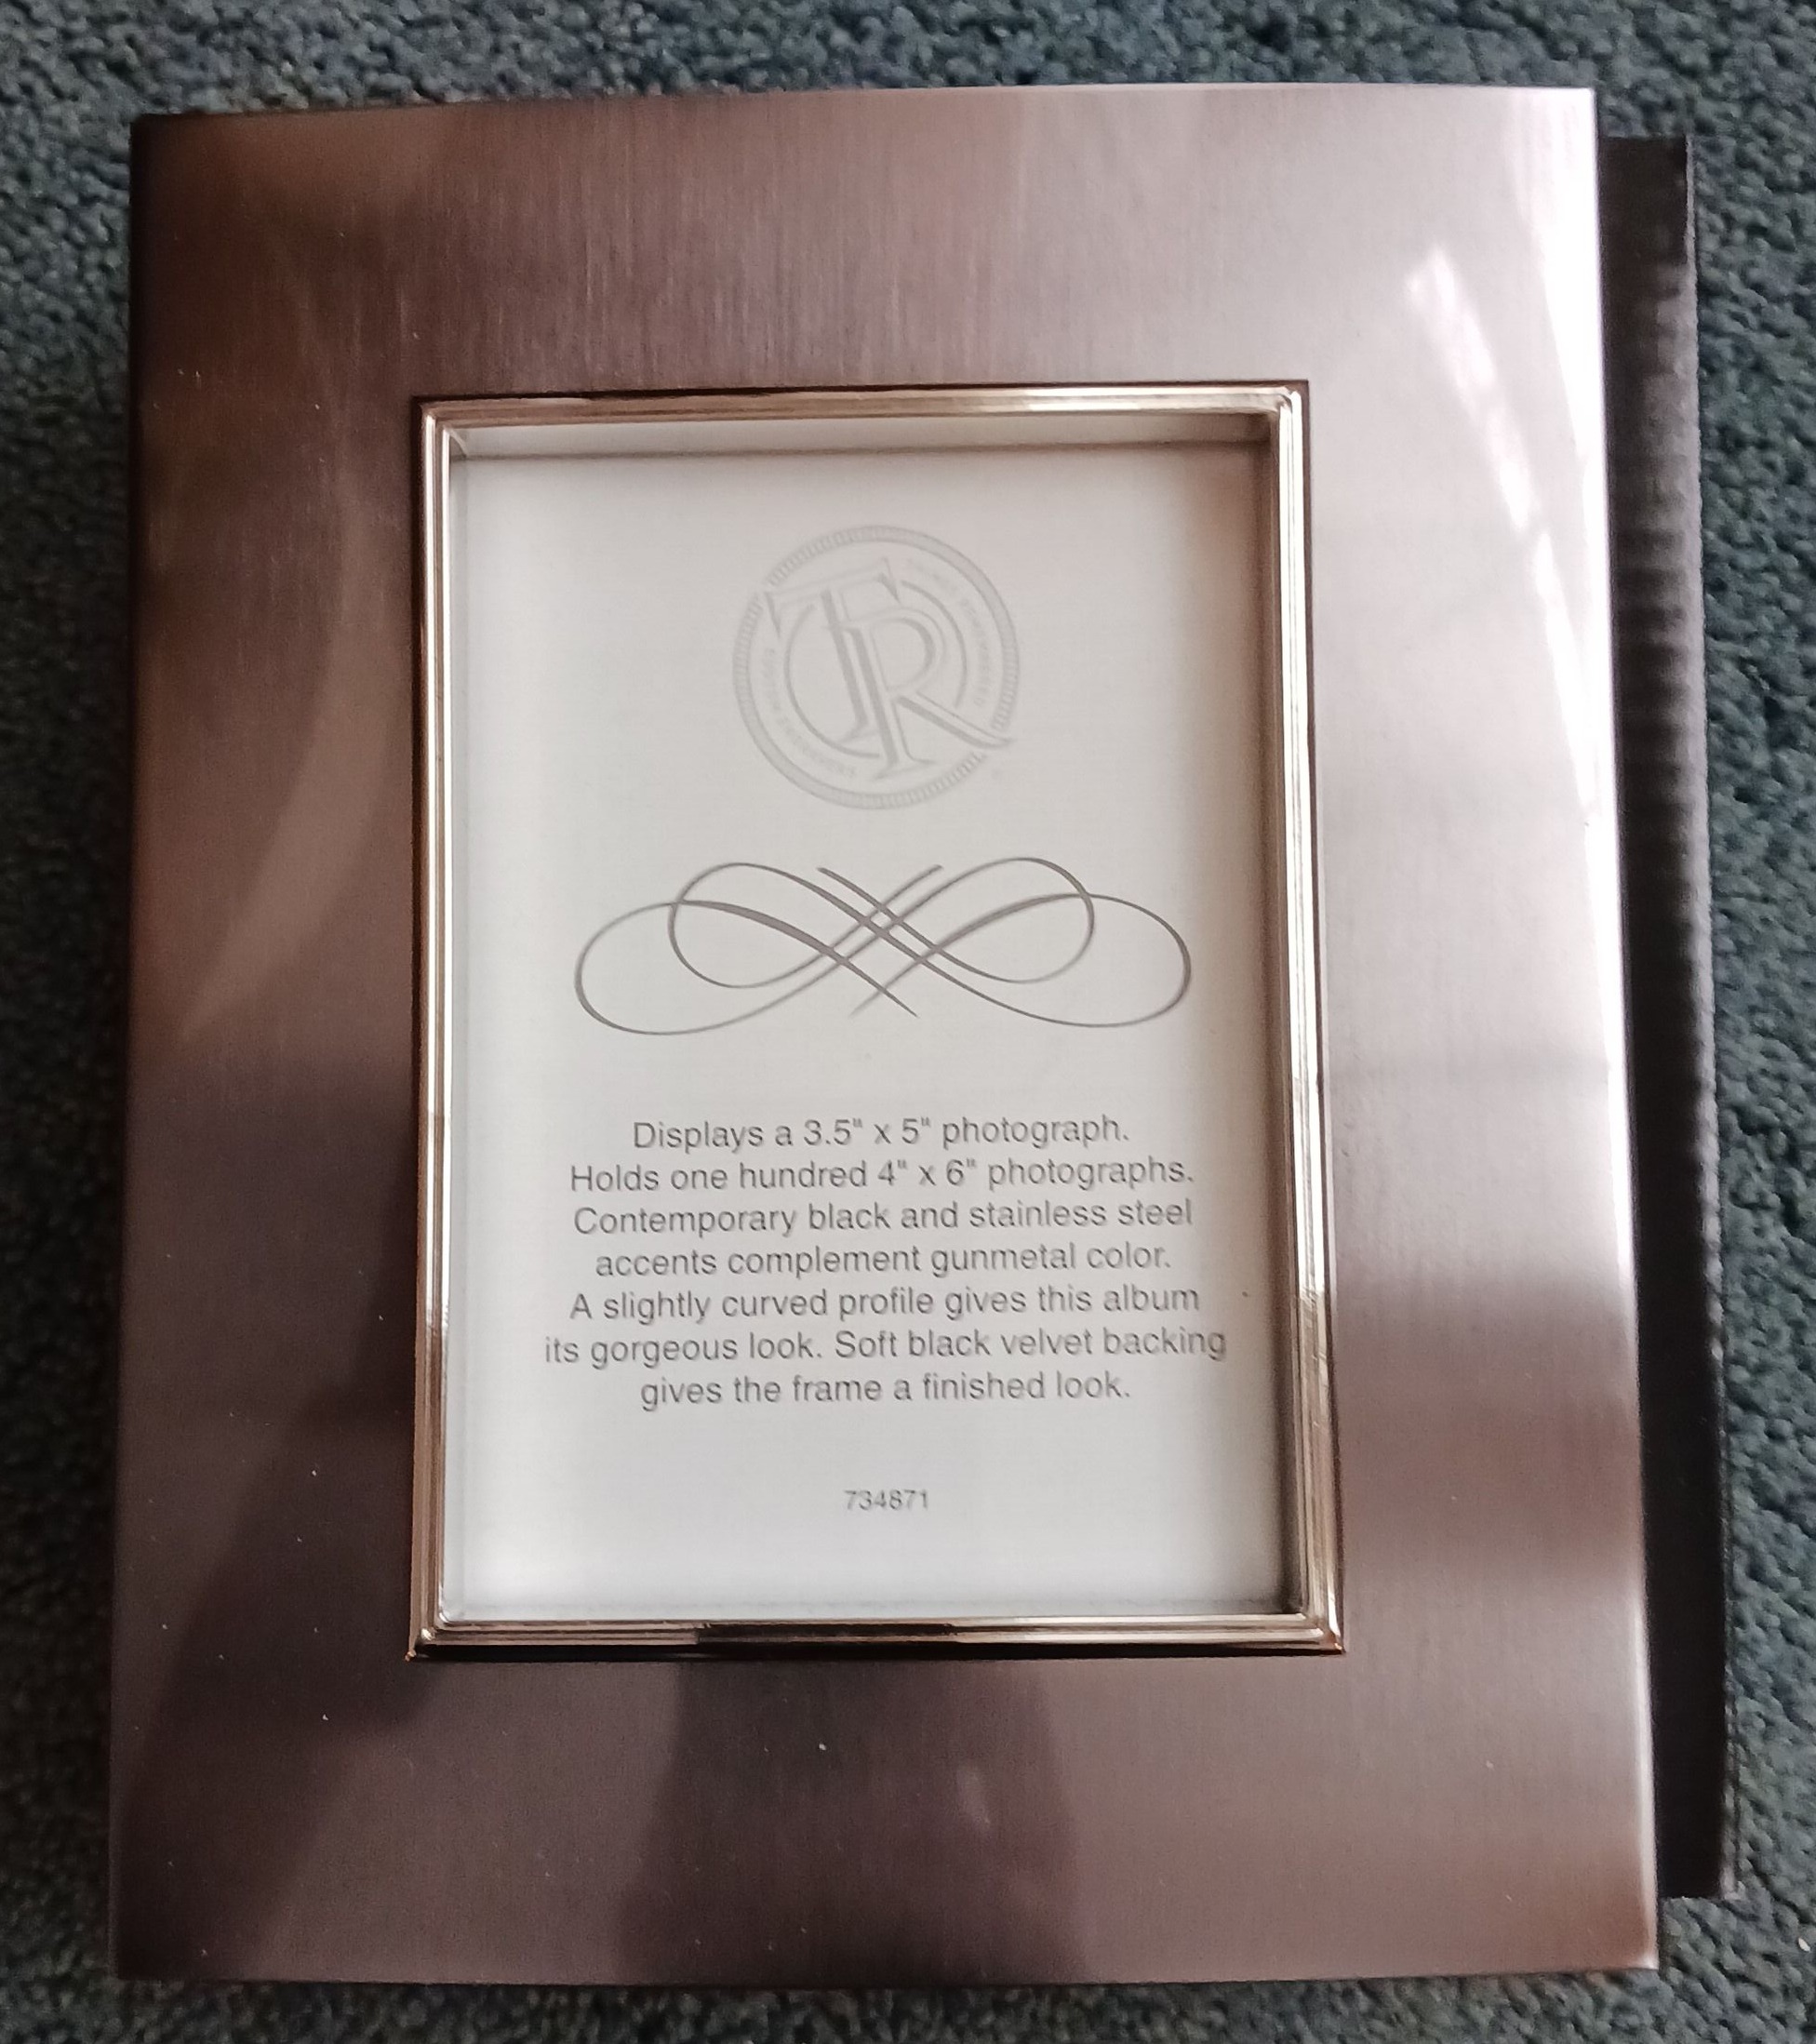 TR
Displays a 3.5" x 5" photograph.
Holds one hundred 4" x 6" photographs.
Contemporary black and stainless steel
accents complement gunmetal color.
A slightly curved profile gives this album
its gorgeous look. Soft black velvet backing
gives the frame a finished look.
734871